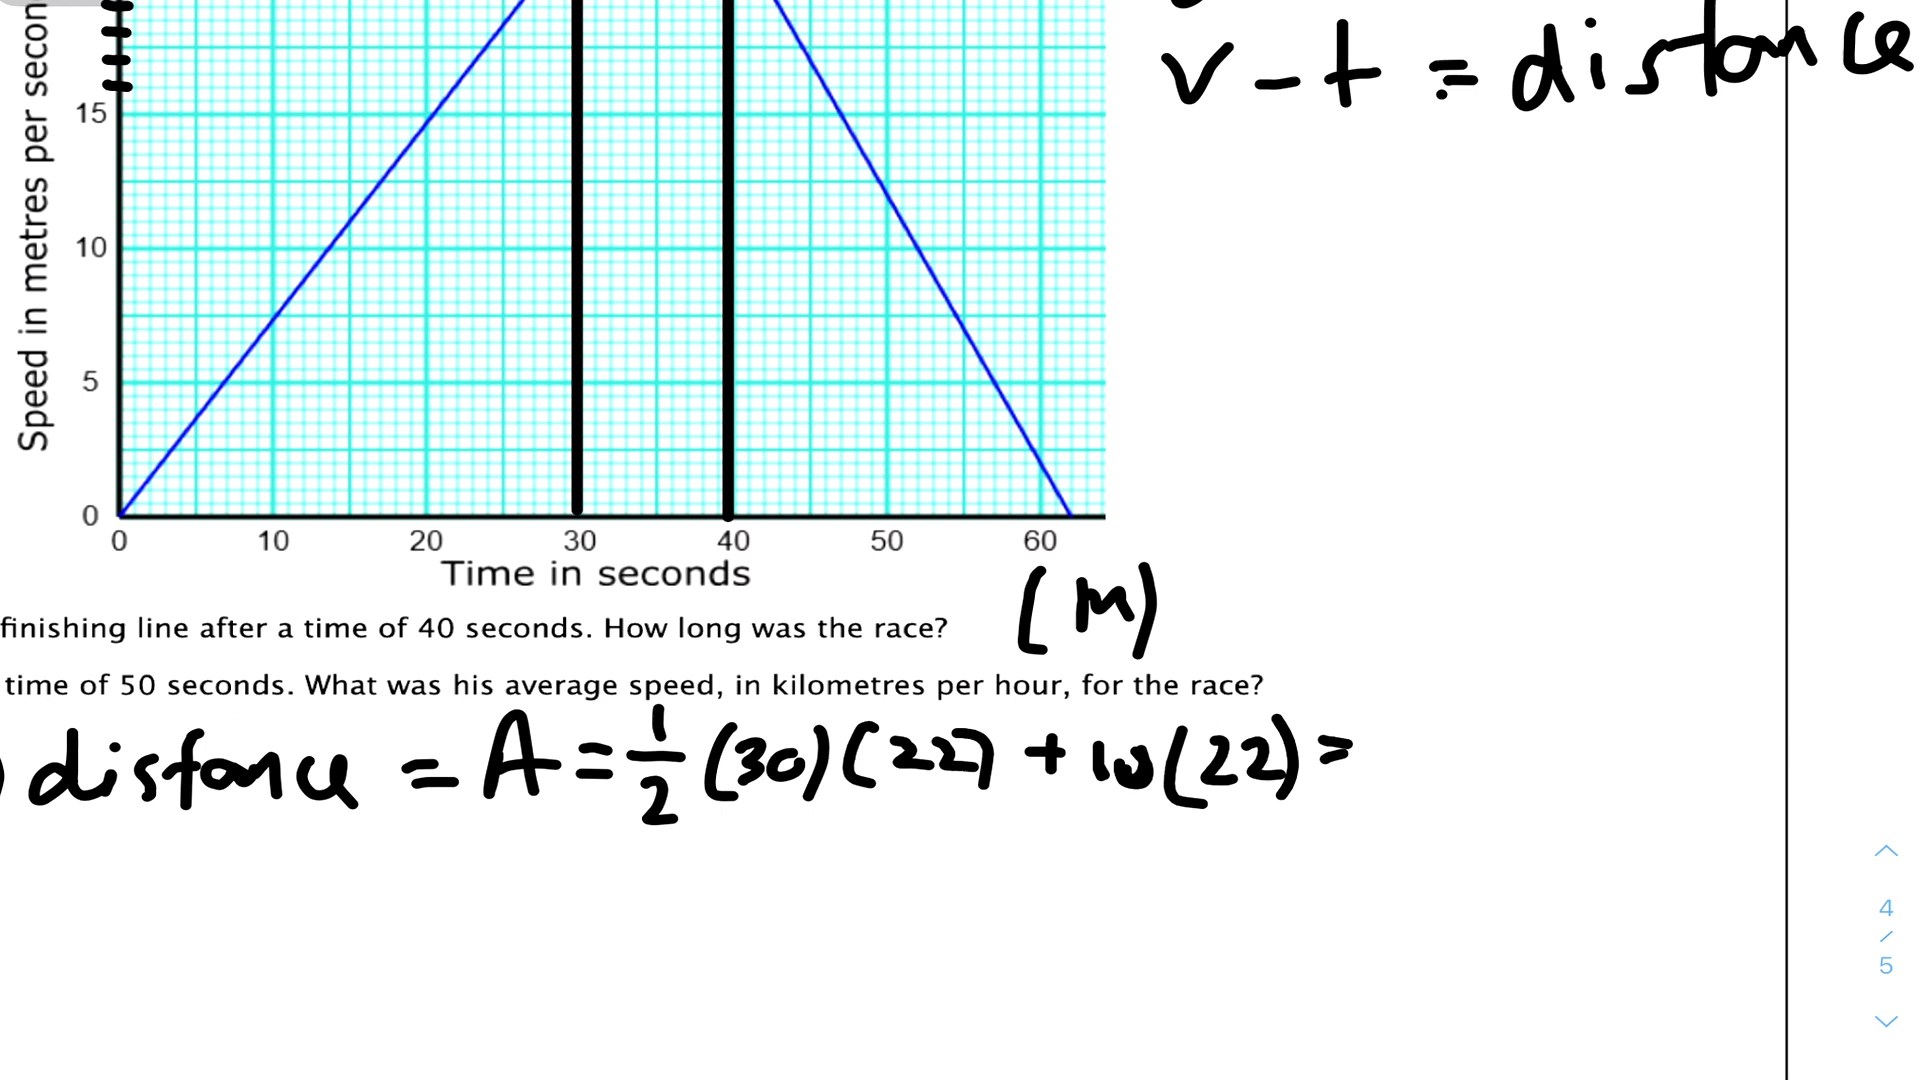 Speed in metres per secon
v - t = distance
15
10
5
0
0 10 20 30 40 50 60
Time in seconds
(M)
finishing line after a time of 40 seconds. How long was the race?
time of 50 seconds. What was his average speed, in kilometres per hour, for the race?
) distance = A = 1/2 (30)(22) + 10(22) =
4
/
5